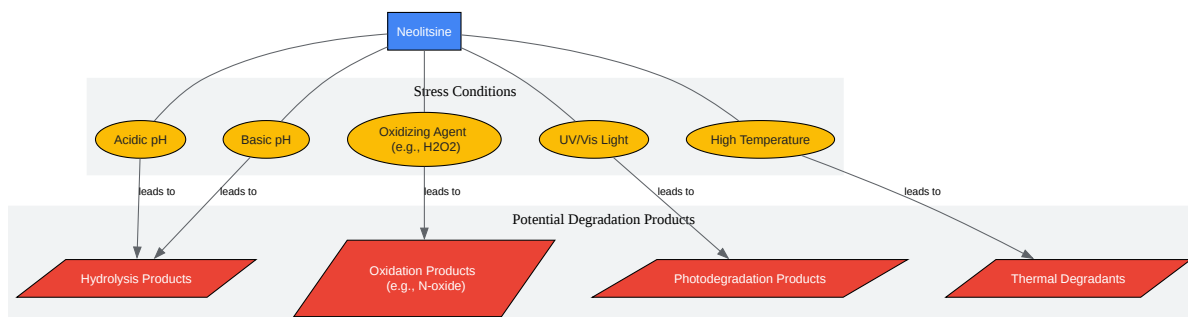 Neolitsine
Stress Conditions
Acidic pH
Basic pH
Oxidizing Agent
(e.g., H2O2)
UV/Vis Light
High Temperature
leads to
leads to
leads to
leads to
leads to
Potential Degradation Products
Hydrolysis Products
Oxidation Products
(e.g., N-oxide)
Photodegradation Products
Thermal Degradants